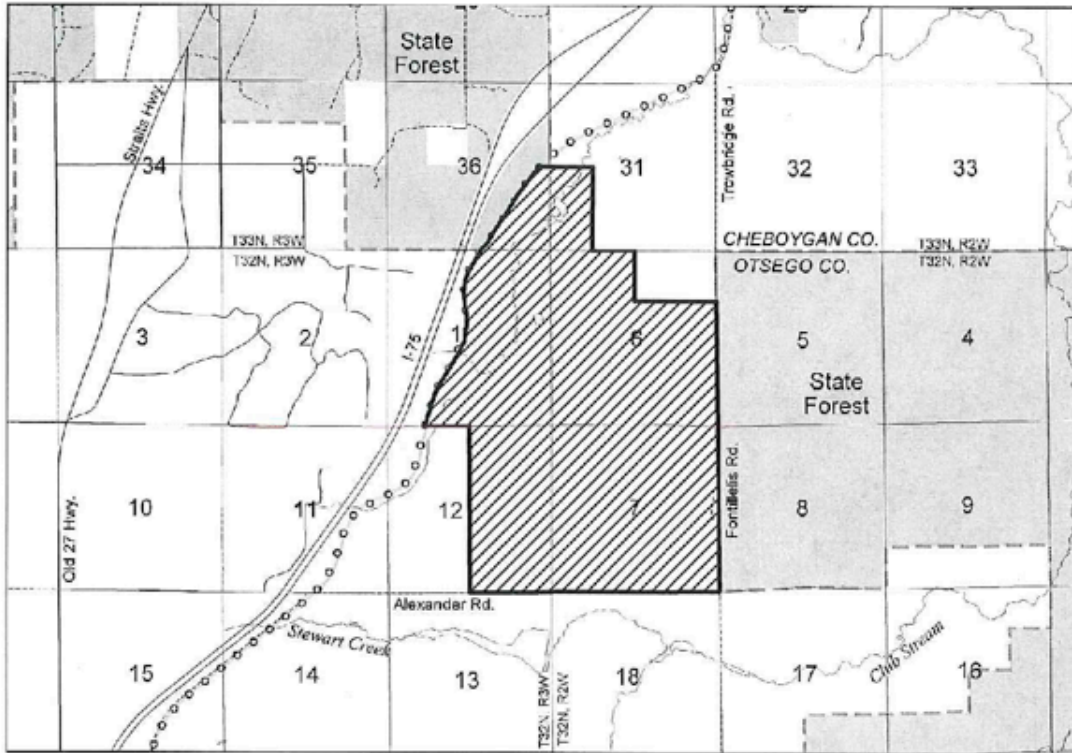 State
Forest
Straits Hwy.
34
35
36
31
Trowbridge Rd.
32
33
T33N, R3W
T32N, R3W
CHEBOYGAN CO.
OTSEGO CO.
T33N, R2W
T32N, R2W
3
2
I-75
1
6
5
4
State
Forest
Old 27 Hwy.
10
11
12
7
Fontillelis Rd.
8
9
Alexander Rd.
Stewart Creek
Club Stream
15
14
13
T32N, R3W
T32N, R2W
18
17
16